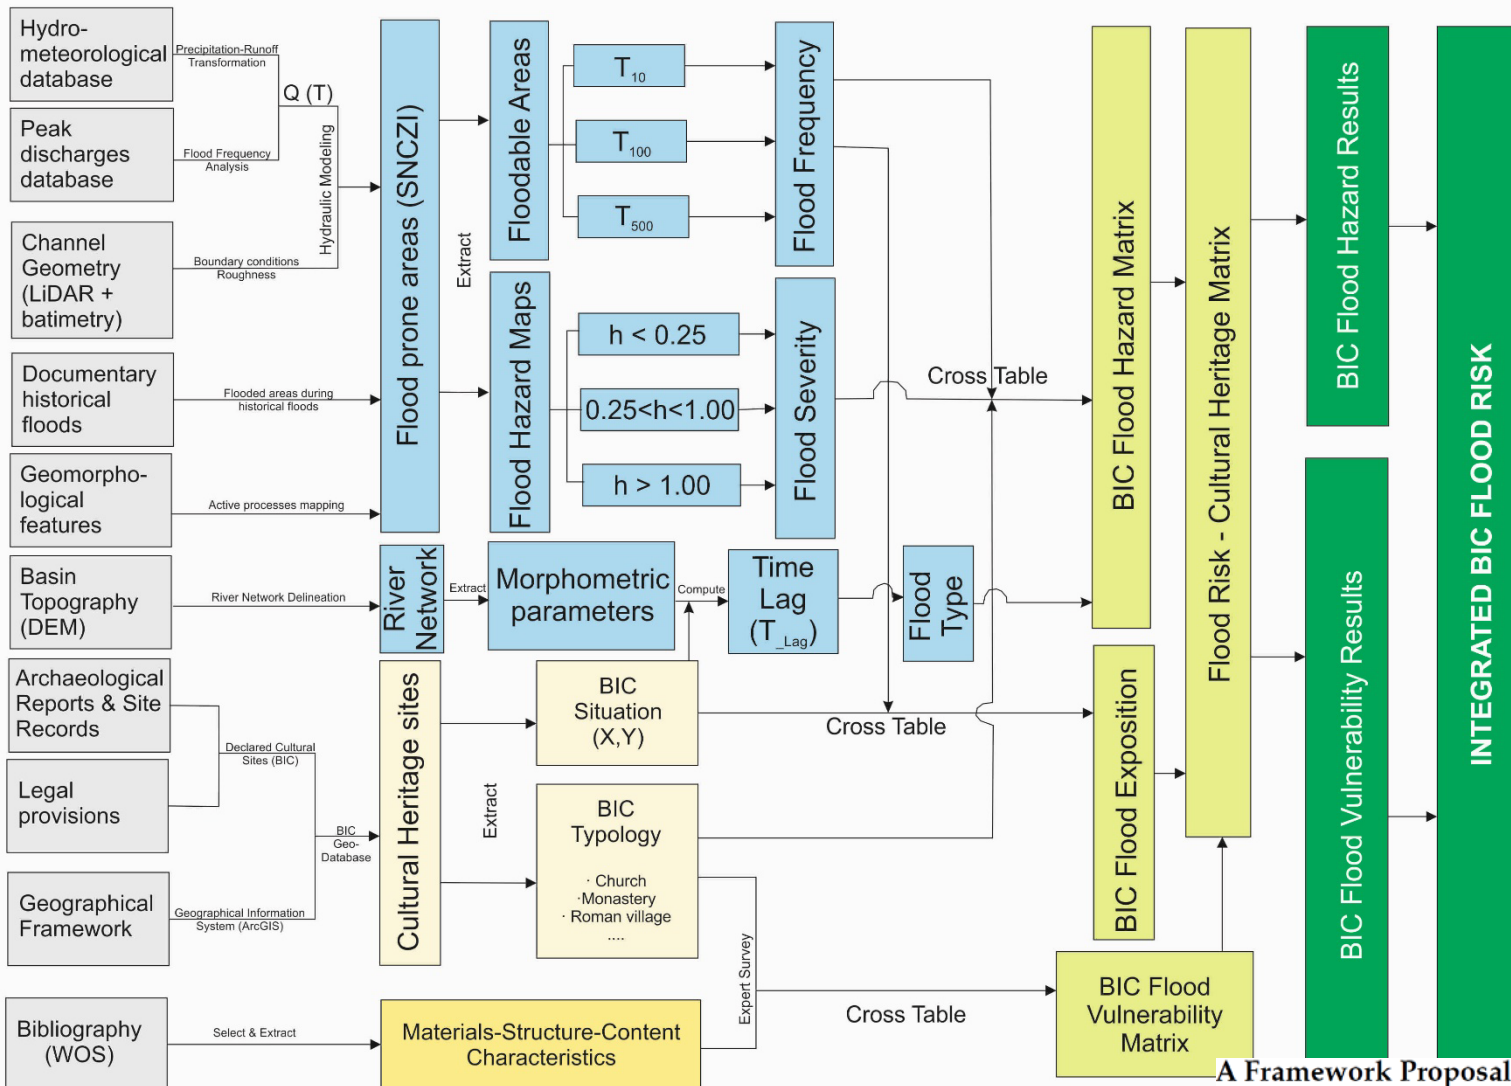 Hydro-
meteorological
database
Precipitation-Runoff
Transformation
Q (T)
Peak
discharges
database
Flood Frequency
Analysis
Hydraulic Modeling
Channel
Geometry
(LiDAR +
batimetry)
Boundary conditions
Roughness
Documentary
historical
floods
Flooded areas during
historical floods
Geomorpho-
logical
features
Active processes mapping
Basin
Topography
(DEM)
River Network Delineation
Archaeological
Reports & Site
Records
Declared Cultural
Sites (BIC)
Legal
provisions
BIC
Geo-
Database
Geographical
Framework
Geographical Information
System (ArcGIS)
Bibliography
(WOS)
Select & Extract
Flood prone areas (SNCZI)
Extract
Floodable Areas
T10
T100
T500
Flood Frequency
Flood Hazard Maps
h < 0.25
0.25<h<1.00
h > 1.00
Flood Severity
Cross Table
River
Network
Extract
Morphometric
parameters
Compute
Time
Lag
(T_Lag)
Flood
Type
Cultural Heritage sites
Extract
BIC
Situation
(X,Y)
Cross Table
BIC
Typology
· Church
·Monastery
· Roman village
....
Expert Survey
Materials-Structure-Content
Characteristics
Cross Table
BIC Flood Hazard Matrix
BIC Flood Exposition
BIC Flood
Vulnerability
Matrix
Flood Risk - Cultural Heritage Matrix
BIC Flood Hazard Results
BIC Flood Vulnerability Results
INTEGRATED BIC FLOOD RISK
A Framework Proposal